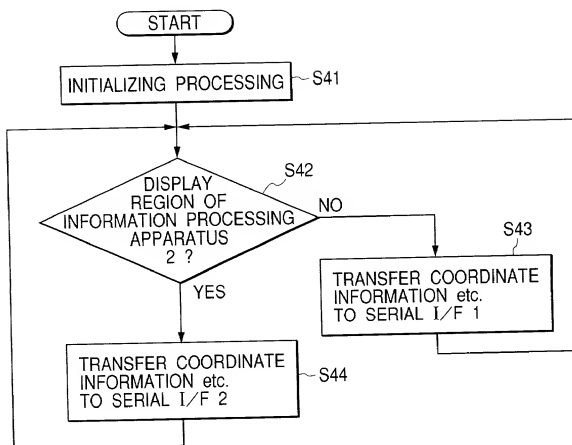 START
INITIALIZING PROCESSING
S41
DISPLAY
REGION OF
INFORMATION PROCESSING
APPARATUS
2 ?
S42
NO
YES
S43
TRANSFER COORDINATE
INFORMATION etc.
TO SERIAL I/F 1
TRANSFER COORDINATE
INFORMATION etc.
TO SERIAL I/F 2
S44